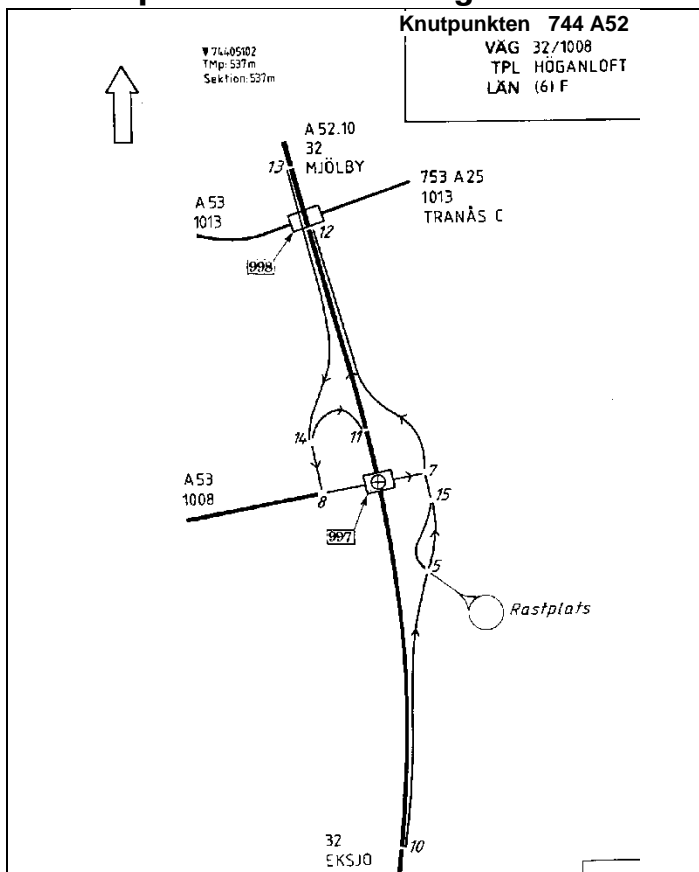 Knutpunkten 744 A52
VÄG 32/1008
TPL HÖGANLOFT
LÄN (6) F
▼ 74405102
TMp: 537m
Sektion: 537m
A 52.10
32
MJÖLBY
13
753 A 25
1013
TRANÅS C
A 53
1013
12
998
14
11
A 53
1008
8
7
15
997
5
Rastplats
32
EKSJÖ
10